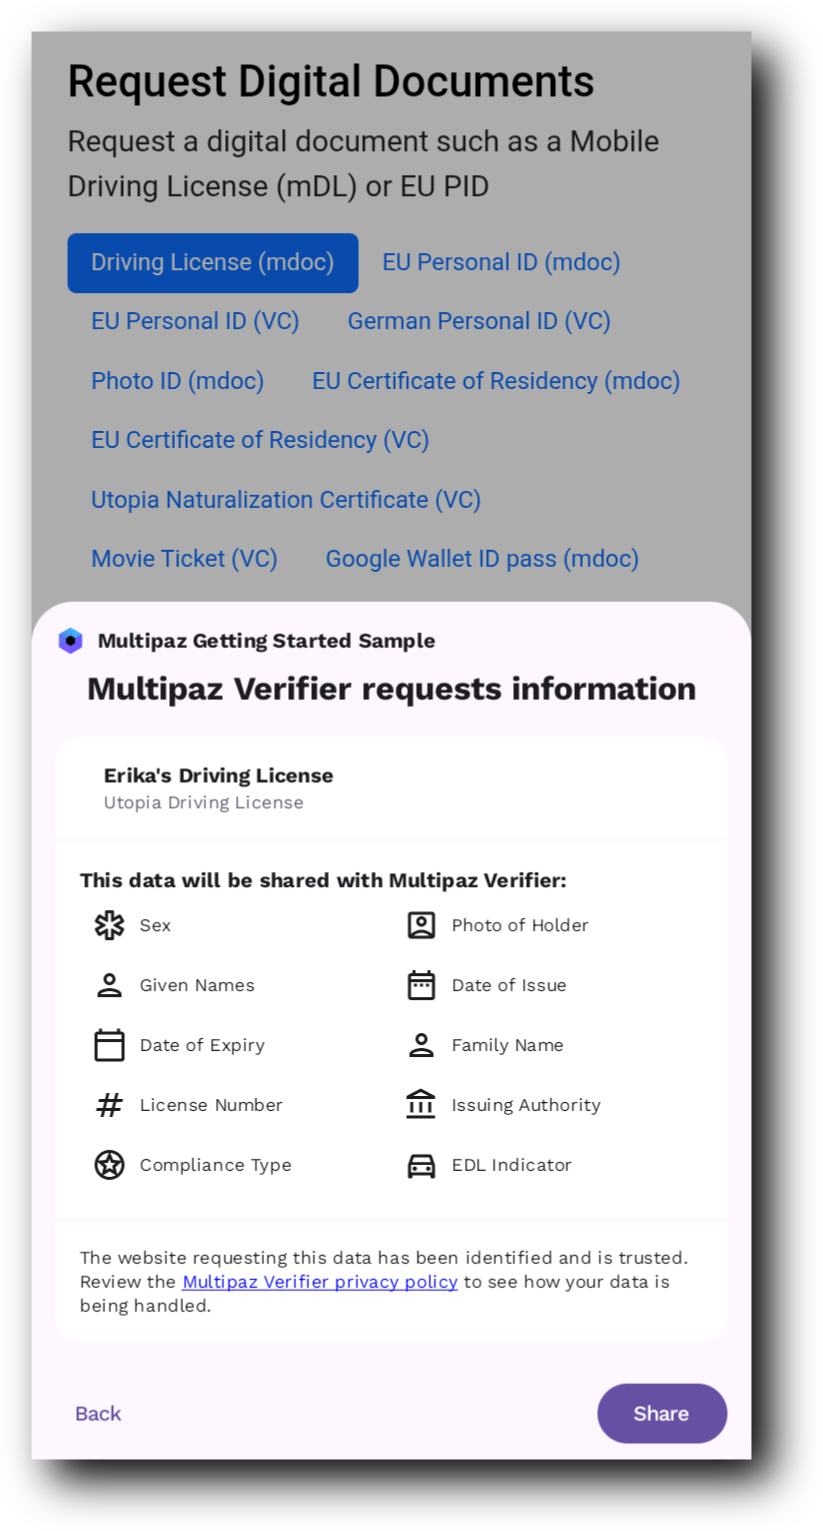 Request Digital Documents
Request a digital document such as a Mobile
Driving License (mDL) or EU PID
Driving License (mdoc) EU Personal ID (mdoc)
EU Personal ID (VC) German Personal ID (VC)
Photo ID (mdoc) EU Certificate of Residency (mdoc)
EU Certificate of Residency (VC)
Utopia Naturalization Certificate (VC)
Movie Ticket (VC) Google Wallet ID pass (mdoc)
Multipaz Getting Started Sample
Multipaz Verifier requests information
Erika's Driving License
Utopia Driving License
This data will be shared with Multipaz Verifier:
Sex Photo of Holder
Given Names Date of Issue
Date of Expiry Family Name
License Number Issuing Authority
Compliance Type EDL Indicator
The website requesting this data has been identified and is trusted.
Review the Multipaz Verifier privacy policy to see how your data is
being handled.
Back Share